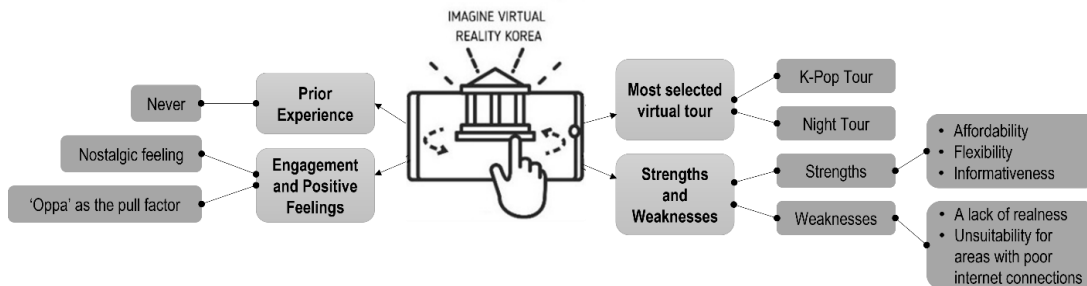 IMAGINE VIRTUAL
REALITY KOREA
Never
Prior
Experience
Nostalgic feeling
‘Oppa’ as the pull factor
Engagement
and Positive
Feelings
Most selected
virtual tour
K-Pop Tour
Night Tour
Strengths
and
Weaknesses
Strengths
• Affordability
• Flexibility
• Informativeness
Weaknesses
• A lack of realness
• Unsuitability for
areas with poor
internet connections